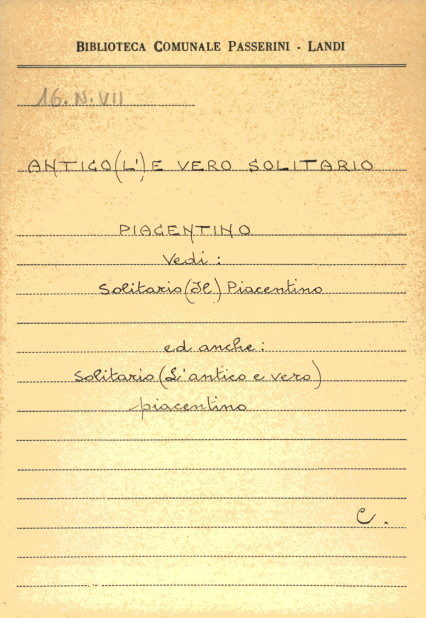 BIBLIOTECA COMUNALE PASSERINI - LANDI
16. N. VII
ANTICO (L') E VERO SOLITARIO
PIACENTINO
Vedi :
Solitario (Il) Piacentino
ed anche :
Solitario (L'antico e vero)
piacentino
C.